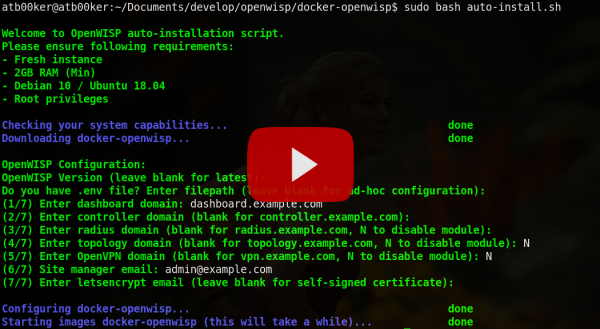 atb00ker:atb00ker:~/Documents/develop/openwisp/docker-openwisp$ sudo bash auto-install.sh
Welcome to OpenWISP auto-installation script.
Please ensure following requirements:
- Fresh instance
- 2GB RAM (Min)
- Debian 10 / Ubuntu 18.04
- Root privileges
Checking your system capabilities... done
Downloading docker-openwisp... done
OpenWISP Configuration:
OpenWISP Version (leave blank for latest):
Do you have .env file? Enter filepath (leave blank for ad-hoc configuration):
(1/7) Enter dashboard domain: dashboard.example.com
(2/7) Enter controller domain (blank for controller.example.com):
(3/7) Enter radius domain (blank for radius.example.com, N to disable module):
(4/7) Enter topology domain (blank for topology.example.com, N to disable module): N
(5/7) Enter OpenVPN domain (blank for vpn.example.com, N to disable module): N
(6/7) Site manager email: admin@example.com
(7/7) Enter letsencrypt email (leave blank for self-signed certificate):
Configuring docker-openwisp... done
Starting images docker-openwisp (this will take a while)... done